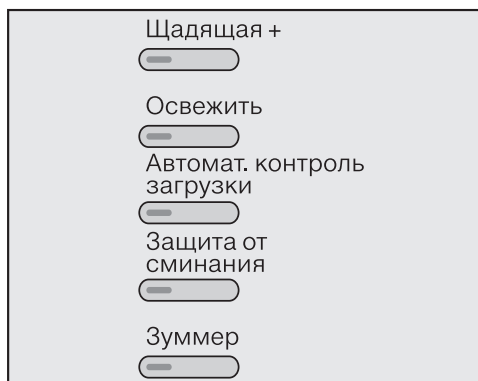 Щадящая +
Освежить
Автомат. контроль
загрузки
Защита от
сминания
Зуммер